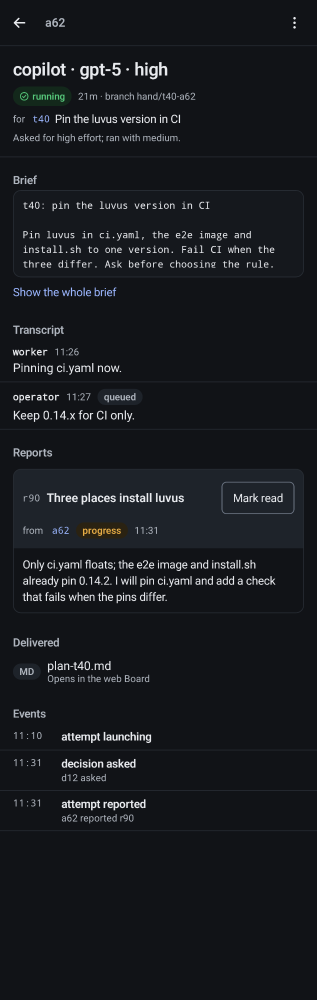 a62
copilot · gpt-5 · high
running 21m · branch hand/t40-a62
for t40 Pin the luvus version in CI
Asked for high effort; ran with medium.
Brief
t40: pin the luvus version in CI
Pin luvus in ci.yaml, the e2e image and
install.sh to one version. Fail CI when the
three differ. Ask before choosing the rule.
Show the whole brief
Transcript
worker 11:26
Pinning ci.yaml now.
operator 11:27 queued
Keep 0.14.x for CI only.
Reports
r90 Three places install luvus Mark read
from a62 progress 11:31
Only ci.yaml floats; the e2e image and install.sh
already pin 0.14.2. I will pin ci.yaml and add a check
that fails when the pins differ.
Delivered
MD plan-t40.md
Opens in the web Board
Events
11:10 attempt launching
11:31 decision asked
d12 asked
11:31 attempt reported
a62 reported r90